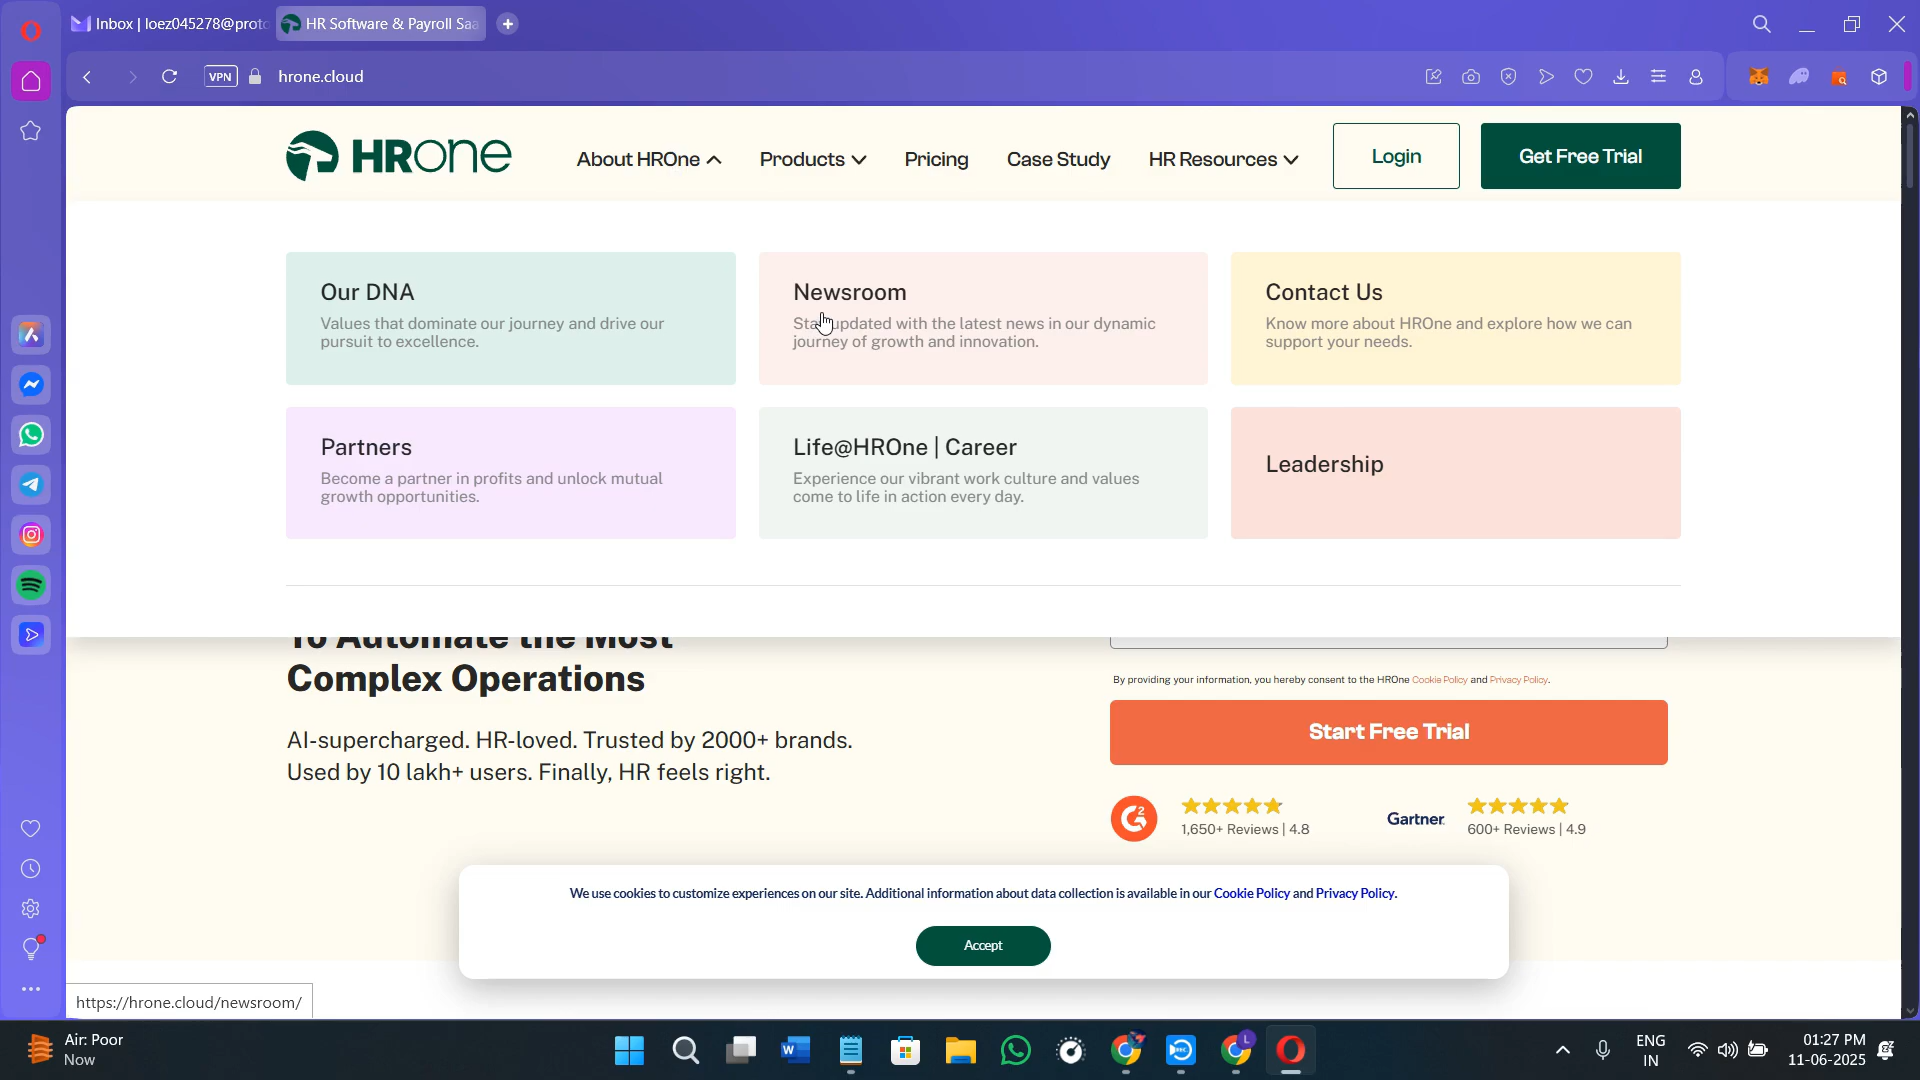 Inbox | loez045278@proto
HR Software & Payroll Saa
VPN
hrone.cloud
HRONE
About HROne
Products
Pricing
Case Study
HR Resources
Login
Get Free Trial
Our DNA
Values that dominate our journey and drive our
pursuit to excellence.
Newsroom
Stay updated with the latest news in our dynamic
journey of growth and innovation.
Contact Us
Know more about HROne and explore how we can
support your needs.
Partners
Become a partner in profits and unlock mutual
growth opportunities.
Life@HROne | Career
Experience our vibrant work culture and values
come to life in action every day.
Leadership
To Automate the Most
Complex Operations
AI-supercharged. HR-loved. Trusted by 2000+ brands.
Used by 10 lakh+ users. Finally, HR feels right.
By providing your information, you hereby consent to the HROne Cookie Policy and Privacy Policy.
Start Free Trial
1,650+ Reviews | 4.8
Gartner
600+ Reviews | 4.9
We use cookies to customize experiences on our site. Additional information about data collection is available in our Cookie Policy and Privacy Policy.
Accept
https://hrone.cloud/newsroom/
Air: Poor
Now
ENG
IN
01:27 PM
11-06-2025